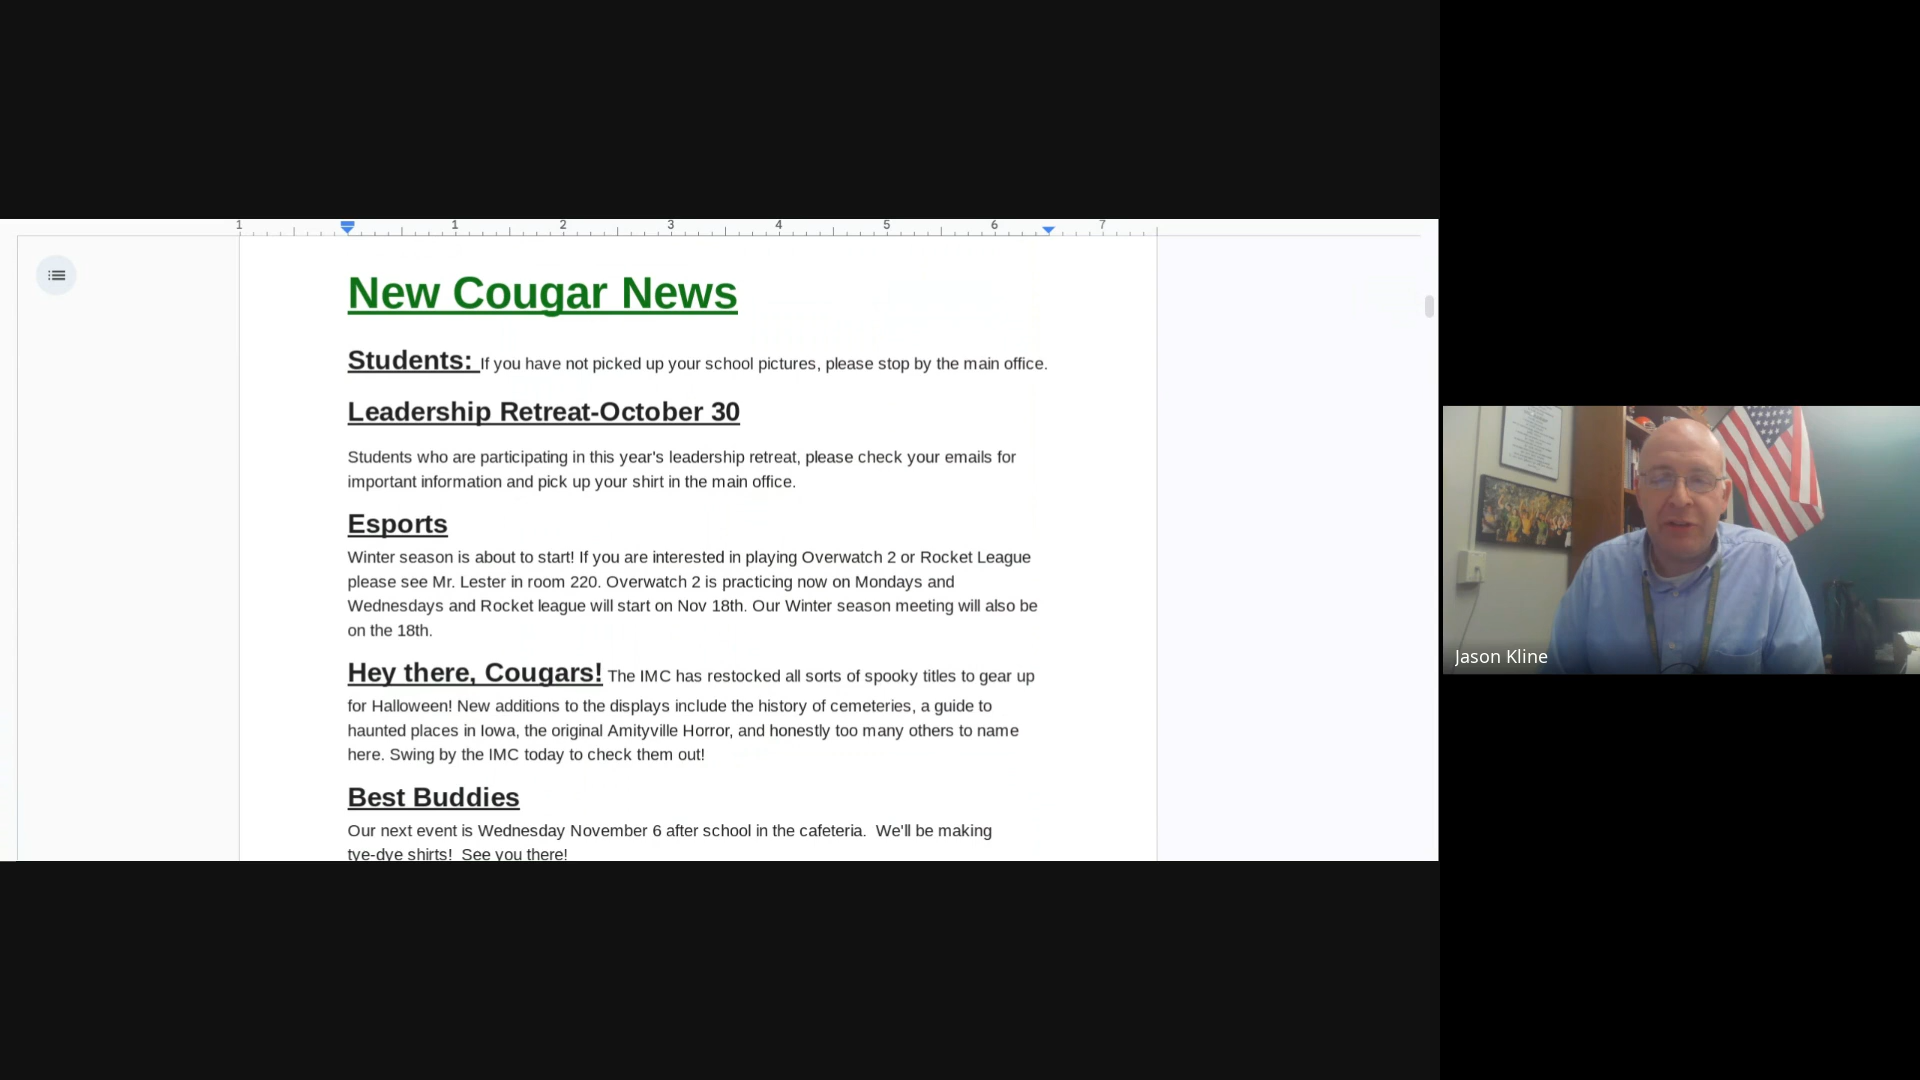 1 1 2 3 4 5 6 7
New Cougar News
Students: If you have not picked up your school pictures, please stop by the main office.
Leadership Retreat-October 30
Students who are participating in this year's leadership retreat, please check your emails for
important information and pick up your shirt in the main office.
Esports
Winter season is about to start! If you are interested in playing Overwatch 2 or Rocket League
please see Mr. Lester in room 220. Overwatch 2 is practicing now on Mondays and
Wednesdays and Rocket league will start on Nov 18th. Our Winter season meeting will also be
on the 18th.
Hey there, Cougars! The IMC has restocked all sorts of spooky titles to gear up
for Halloween! New additions to the displays include the history of cemeteries, a guide to
haunted places in Iowa, the original Amityville Horror, and honestly too many others to name
here. Swing by the IMC today to check them out!
Best Buddies
Our next event is Wednesday November 6 after school in the cafeteria.  We'll be making
tye-dye shirts!  See you there!
Jason Kline